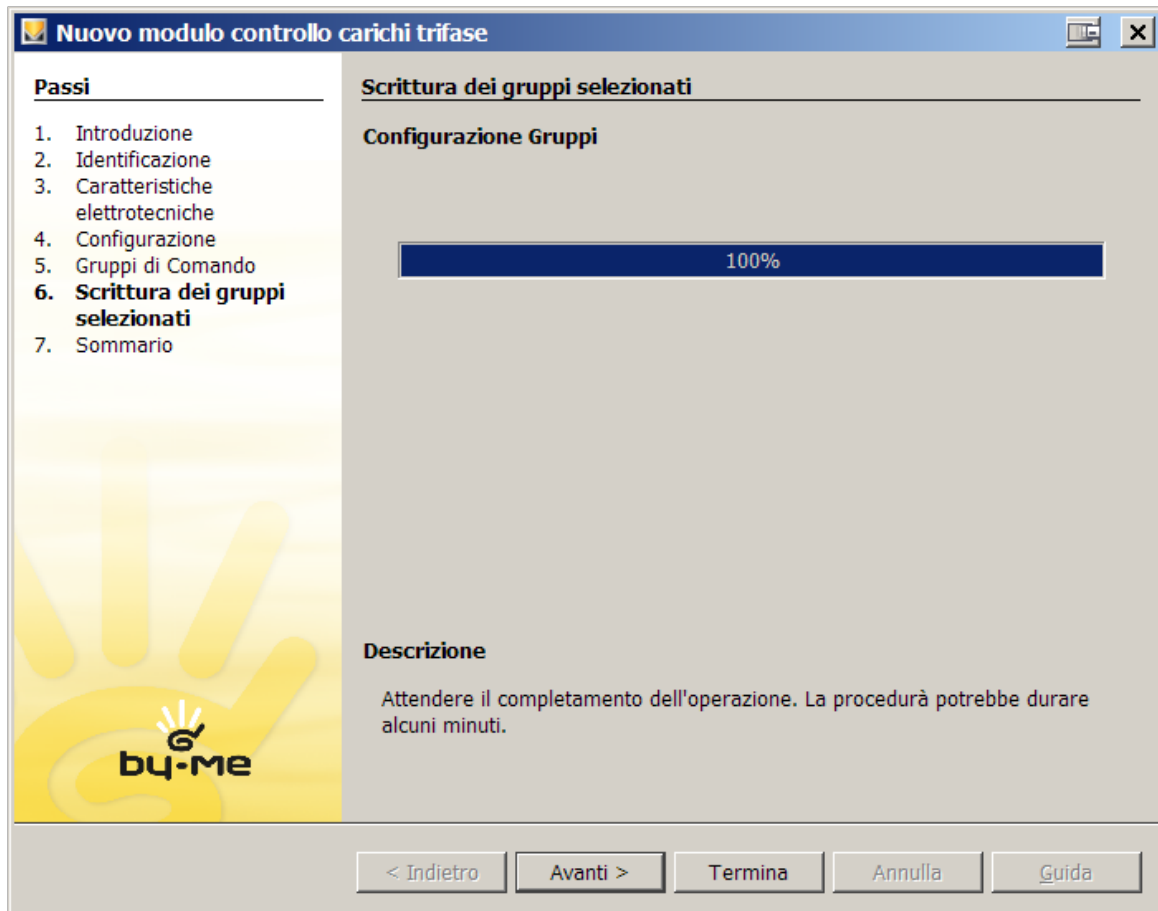 Nuovo modulo controllo carichi trifase
Passi
1. Introduzione
2. Identificazione
3. Caratteristiche
elettrotecniche
4. Configurazione
5. Gruppi di Comando
6. Scrittura dei gruppi
selezionati
7. Sommario
by-me
Scrittura dei gruppi selezionati
Configurazione Gruppi
100%
Descrizione
Attendere il completamento dell'operazione. La procedurà potrebbe durare
alcuni minuti.
< Indietro
Avanti >
Termina
Annulla
Guida